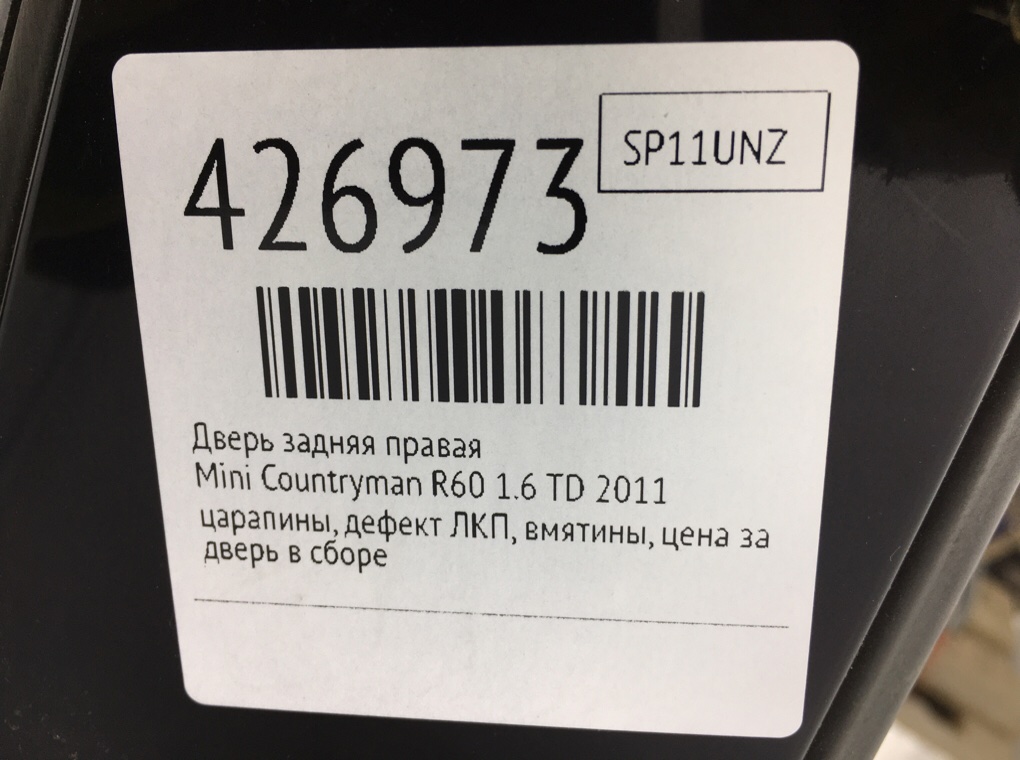 426973
SP11UNZ
Дверь задняя правая
Mini Countryman R60 1.6 TD 2011
царапины, дефект ЛКП, вмятины, цена за
дверь в сборе